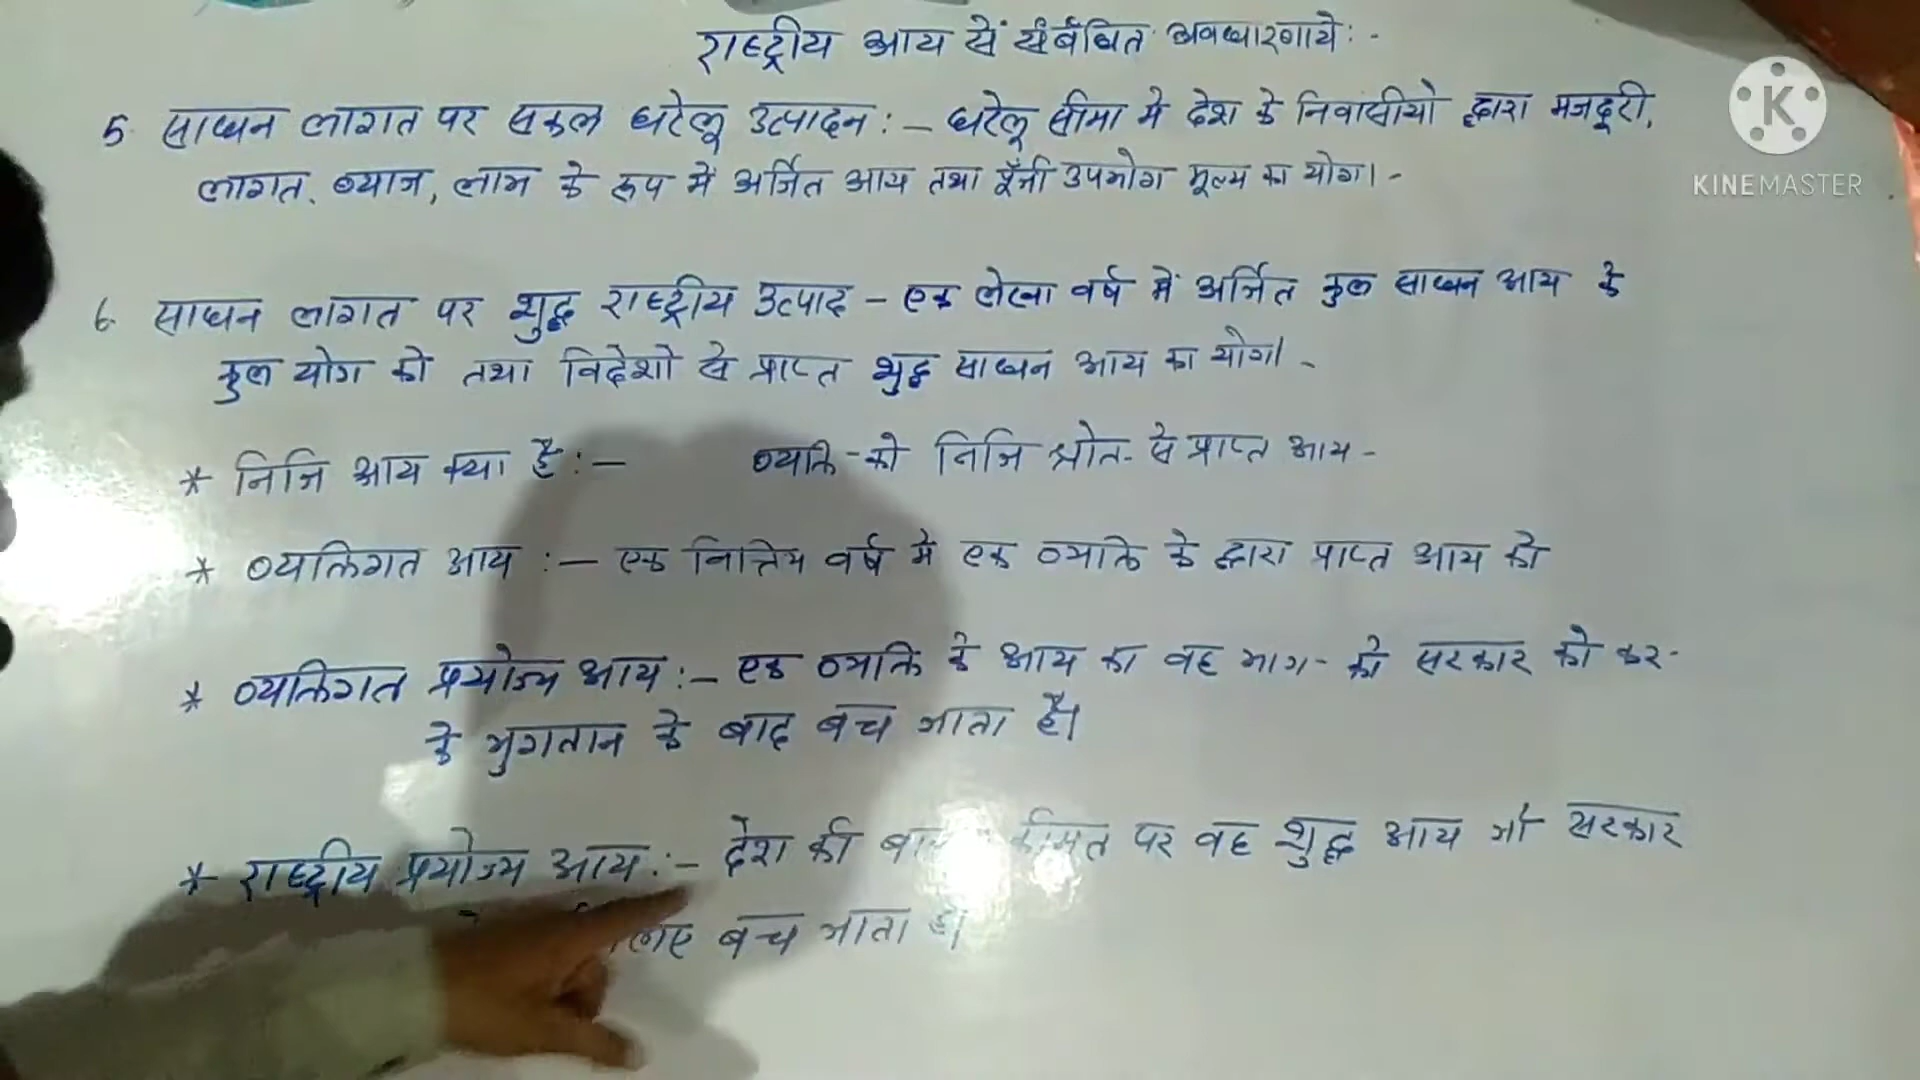 राष्ट्रीय आय सें संबंधित अवधारणाये:-
5. साधन लागत पर सकल घरेलू उत्पादन:- घरेलू सीमा मे देश के निवासीयो द्वारा मजदूरी,
लागत, ब्याज, लाभ के रूप में अर्जित आय तथा पूँजी उपभोग मूल्य का योग। -
6. साधन लागत पर शुद्ध राष्ट्रीय उत्पाद - एक लेखा वर्ष में अर्जित कुल साधन आय के
कुल योग को तथा विदेशो से प्राप्त शुद्ध साधन आय का योग। -
* निजि आय क्या है:- व्यक्ति-को निजि श्रोत-से प्राप्त आय-
* व्यक्तिगत आय :- एक वित्तिय वर्ष मे एक व्यक्ति के द्वारा प्राप्त आय को
* व्यक्तिगत प्रयोज्य आय:- एक व्यक्ति के आय का वह भाग-को सरकार को कर-
के भुगतान के बाद बच जाता है।
* राष्ट्रीय प्रयोज्य आय:- देश की कीमत पर वह शुद्ध आय जो सरकार
लिए बच जाता है।
K
KINEMASTER